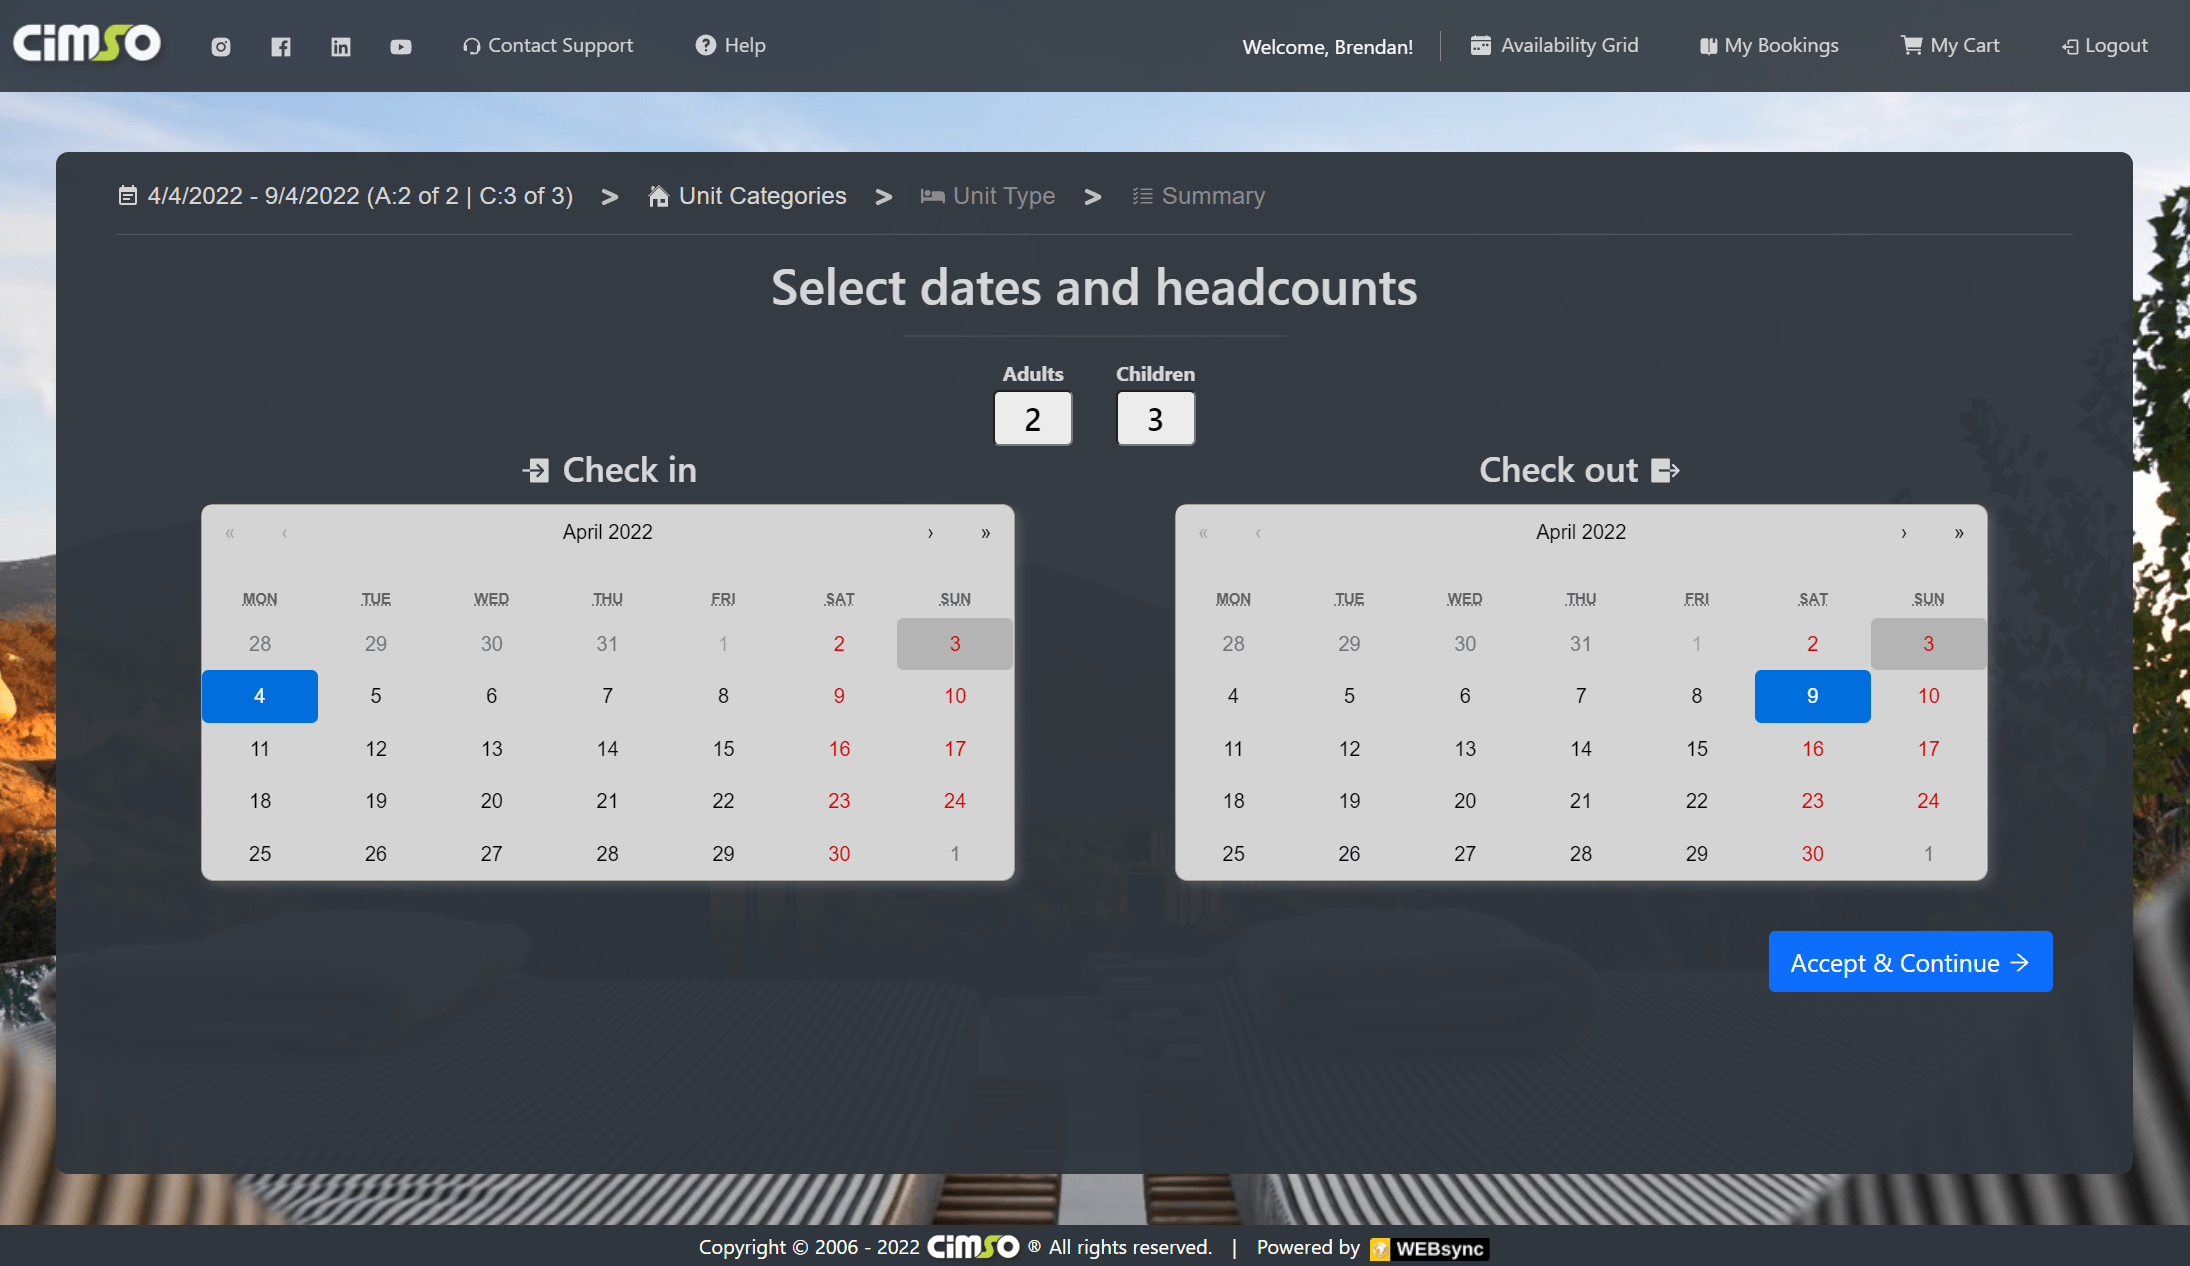 CiMSO Contact Support Help Welcome, Brendan! Availability Grid My Bookings My Cart Logout
4/4/2022 - 9/4/2022 (A:2 of 2 | C:3 of 3) > Unit Categories > Unit Type > Summary
Select dates and headcounts
Adults Children
2 3
Check in
« ‹ April 2022 › »
MON TUE WED THU FRI SAT SUN
28 29 30 31 1 2 3
4 5 6 7 8 9 10
11 12 13 14 15 16 17
18 19 20 21 22 23 24
25 26 27 28 29 30 1
Check out
« ‹ April 2022 › »
MON TUE WED THU FRI SAT SUN
28 29 30 31 1 2 3
4 5 6 7 8 9 10
11 12 13 14 15 16 17
18 19 20 21 22 23 24
25 26 27 28 29 30 1
Accept & Continue →
Copyright © 2006 - 2022 CiMSO ® All rights reserved. | Powered by WEBsync